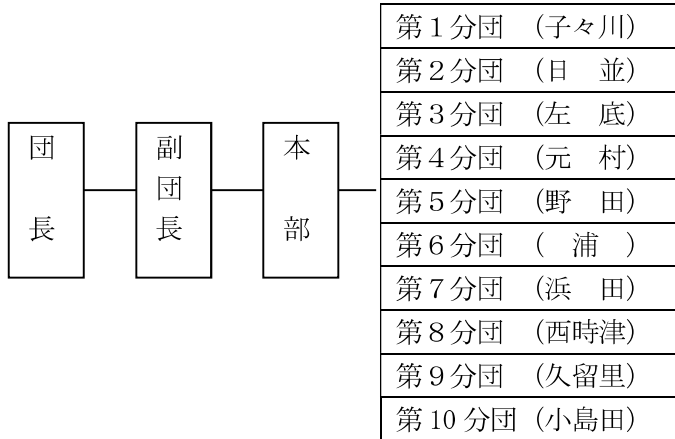 団長
副団長
本部
第１分団　（子々川）
第２分団　（日　並）
第３分団　（左　底）
第４分団　（元　村）
第５分団　（野　田）
第６分団　（　浦　）
第７分団　（浜　田）
第８分団　（西時津）
第９分団　（久留里）
第 10 分団（小島田）